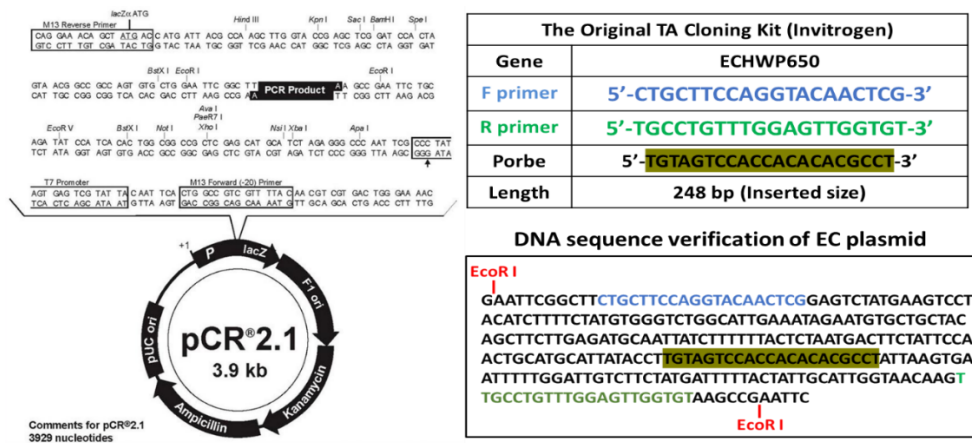 lacZα ATG
M13 Reverse Primer
Hind III Kpn I Sac I BamH I Spe I
CAG GAA ACA GCT ATG AC C ATG ATT ACG CCA AGC TTG GTA CCG AGC TCG GAT CCA CTA
GTC CTT TGT CGA TAC TG G TAC TAA TGC GGT TCG AAC CAT GGC TCG AGC CTA GGT GAT
BstX I EcoR I EcoR I
GTA ACG GCC GCC AGT GTG CTG GAA TTC GGC TT PCR Product A AGC CGA ATT CTG C
CAT TGC CGG CGG TCA CAC GAC CTT AAG CCG A A TT CGG CTT AAG ACG
Ava I
PaeR7 I
EcoR V BstX I Not I Xho I Nsi I Xba I Apa I
AGA TAT CCA TCA CAC TGG CGG CCG CTC GAG CAT GCA TCT AGA GGG CCC AAT TCG CCC TAT
TCT ATA GGT AGT GTG ACC GCC GGC GAG CTC GTA CGT AGA TCT CCC GGG TTA AGC GGG ATA
T7 Promoter M13 Forward (-20) Primer
AGT GAG TCG TAT TA C AAT TCA CTG GCC GTC GTT TTA C AA CGT CGT GAC TGG GAA AAC
TCA CTC AGC ATA AT G TTA AGT GAC CGG CAG CAA AAT G TT GCA GCA CTG ACC CTT TTG
+1
P lacZ
F1 ori
pUC ori
pCR®2.1
3.9 kb
Kanamycin
Ampicillin
Comments for pCR®2.1
3929 nucleotides
The Original TA Cloning Kit (Invitrogen)
Gene ECHWP650
F primer 5’-CTGCTTCCAGGTACAACTCG-3’
R primer 5’-TGCCTGTTTGGAGTTGGTGT-3’
Porbe 5’-TGTAGTCCACCACACACGCCT-3’
Length 248 bp (Inserted size)
DNA sequence verification of EC plasmid
EcoR I
GAATTCGGCTTCTGCTTCCAGGTACAACTCGGAGTCTATGAAGTCCT
ACATCTTTTCTATGTGGGTCTGGCATTGAAATAGAATGTGCTGCTAC
AGCTTCTTGAGATGCAATTATCTTTTTTACTCTAATGACTTCTATTCCA
ACTGCATGCATTATACCTTGTAGTCCACCACACACGCCTATTAAGTGA
ATTTTTGGATTGTCTTCTATGATTTTTACTATTGCATTGGTAACAAGT
TGCCTGTTTGGAGTTGGTGTAAGCCGAATTC
EcoR I